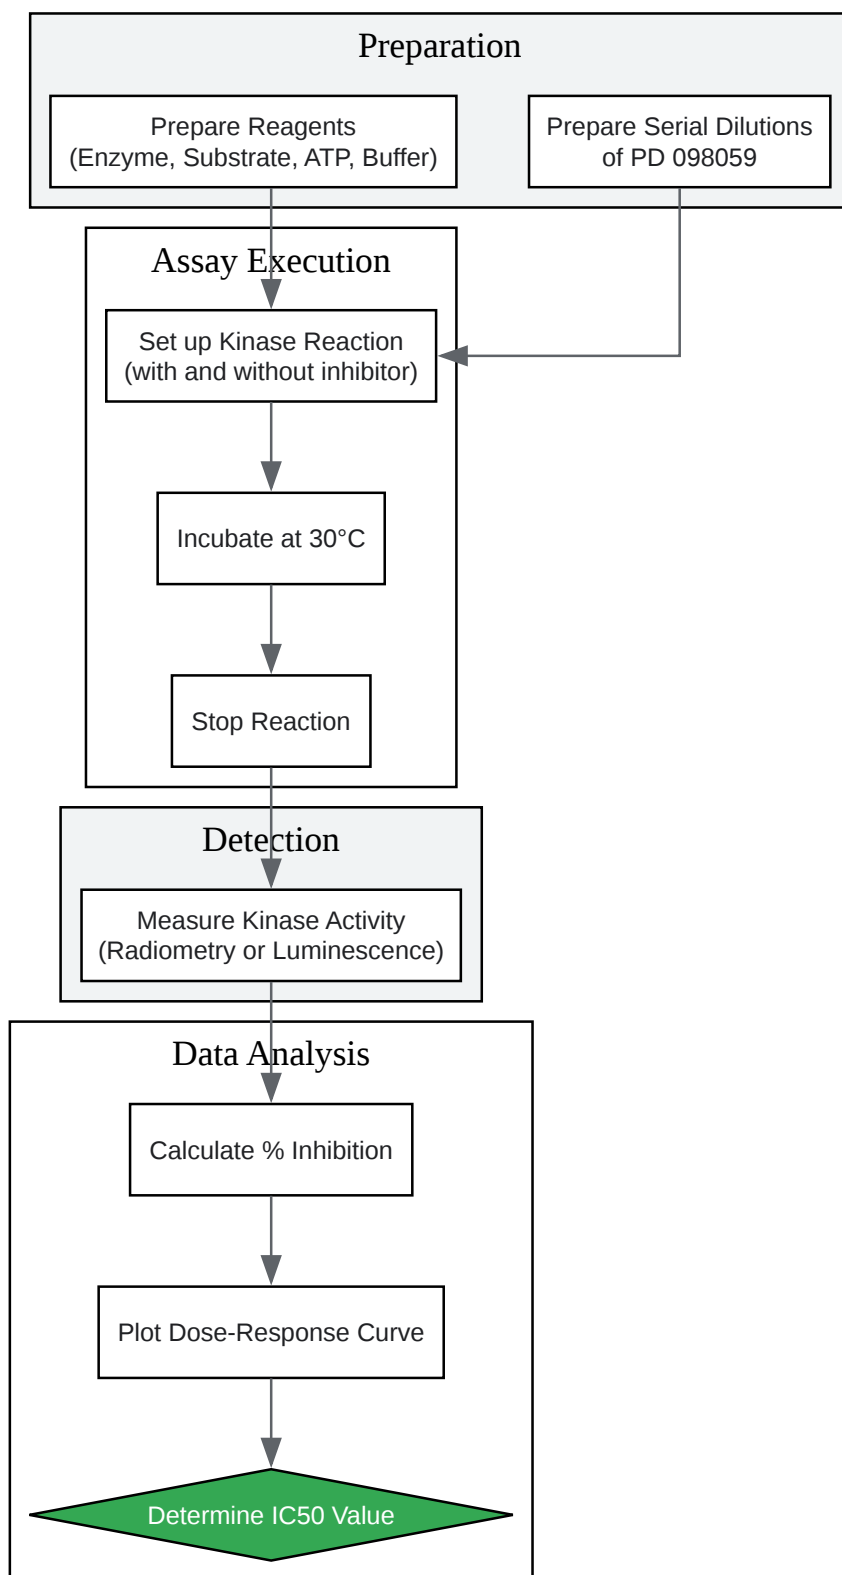 Preparation
Prepare Reagents
(Enzyme, Substrate, ATP, Buffer)
Prepare Serial Dilutions
of PD 098059
Assay Execution
Set up Kinase Reaction
(with and without inhibitor)
Incubate at 30°C
Stop Reaction
Detection
Measure Kinase Activity
(Radiometry or Luminescence)
Data Analysis
Calculate % Inhibition
Plot Dose-Response Curve
Determine IC50 Value